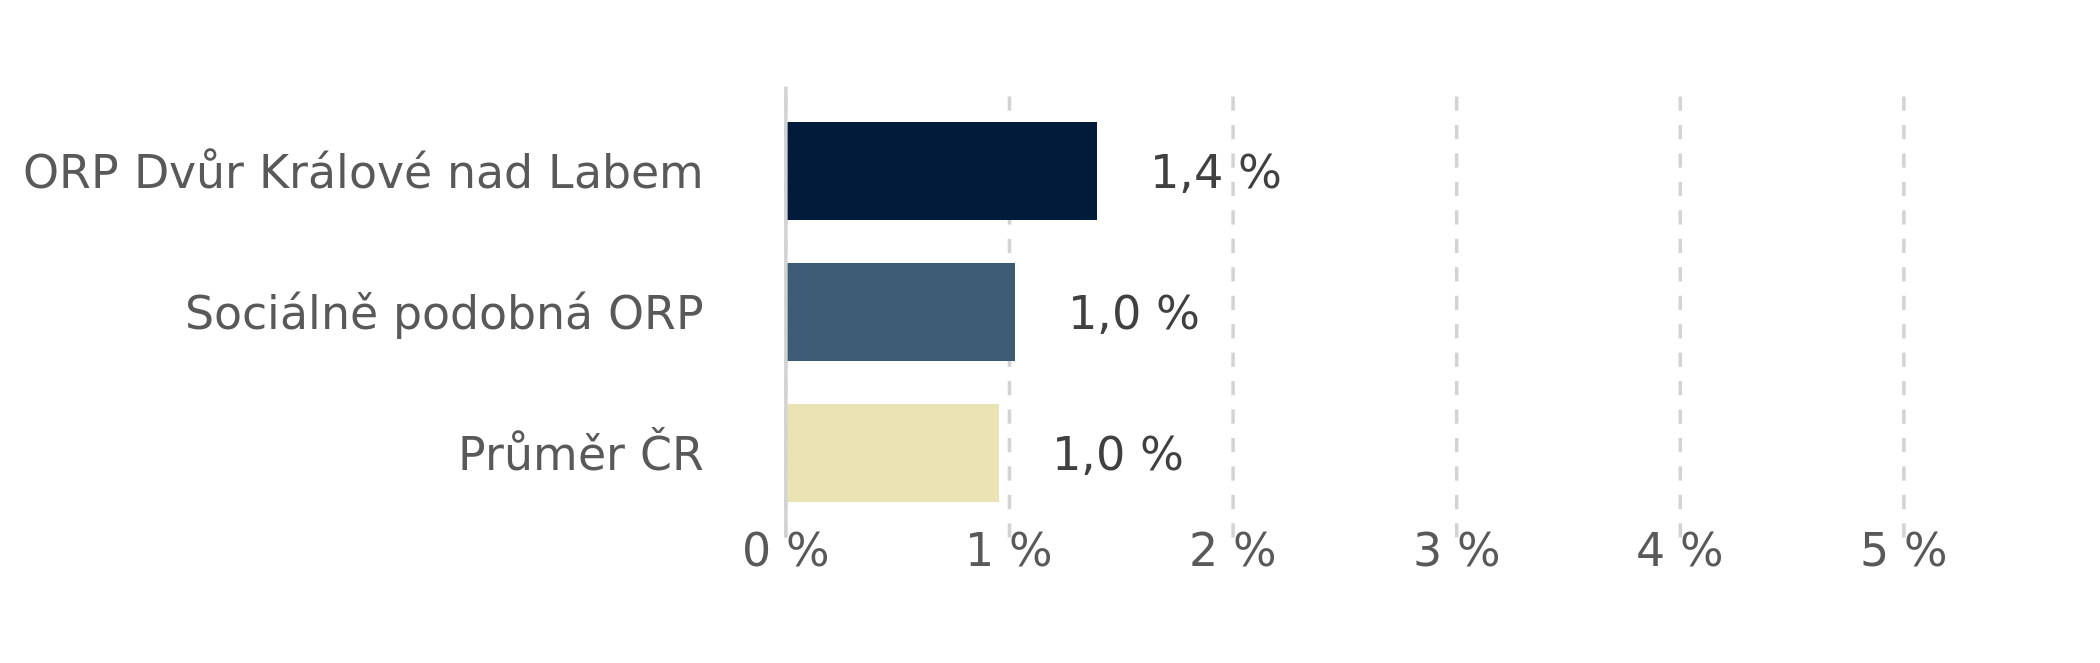 ORP Dvůr Králové nad Labem 1,4 %
Sociálně podobná ORP 1,0 %
Průměr ČR 1,0 %
0 % 1 % 2 % 3 % 4 % 5 %